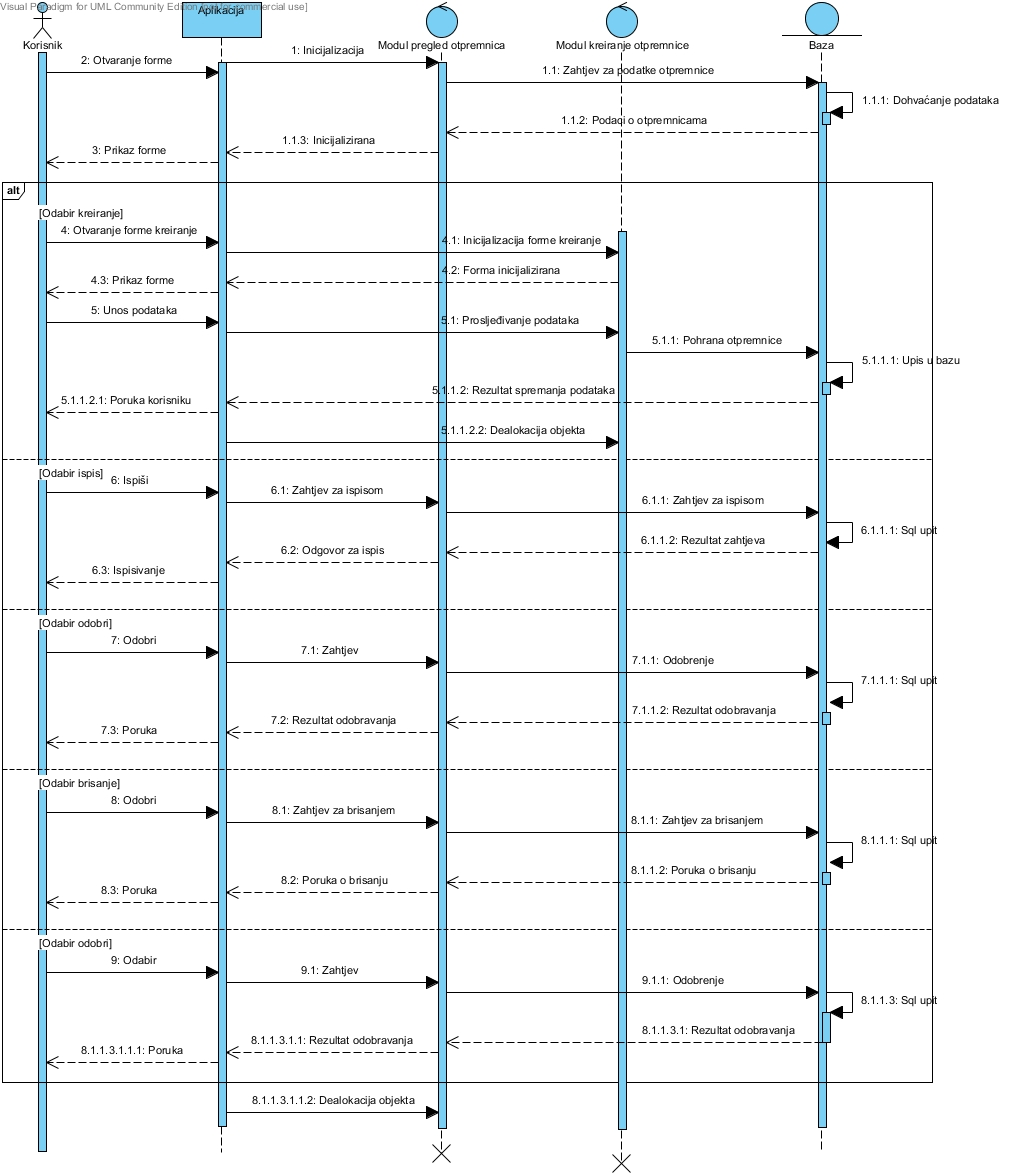 Visual Paradigm for UML Community Edition [not for commercial use]
Aplikacija
Korisnik
Modul pregled otpremnica
Modul kreiranje otpremnice
Baza
1: Inicijalizacija
2: Otvaranje forme
1.1: Zahtjev za podatke otpremnice
1.1.1: Dohvaćanje podataka
1.1.2: Podaci o otpremnicama
1.1.3: Inicijalizirana
3: Prikaz forme
alt
[Odabir kreiranje]
4: Otvaranje forme kreiranje
4.1: Inicijalizacija forme kreiranje
4.2: Forma inicijalizirana
4.3: Prikaz forme
5: Unos podataka
5.1: Prosljeđivanje podataka
5.1.1: Pohrana otpremnice
5.1.1.1: Upis u bazu
5.1.1.2: Rezultat spremanja podataka
5.1.1.2.1: Poruka korisniku
5.1.1.2.2: Dealokacija objekta
[Odabir ispis]
6: Ispiši
6.1: Zahtjev za ispisom
6.1.1: Zahtjev za ispisom
6.1.1.1: Sql upit
6.1.1.2: Rezultat zahtjeva
6.2: Odgovor za ispis
6.3: Ispisivanje
[Odabir odobri]
7: Odobri
7.1: Zahtjev
7.1.1: Odobrenje
7.1.1.1: Sql upit
7.1.1.2: Rezultat odobravanja
7.2: Rezultat odobravanja
7.3: Poruka
[Odabir brisanje]
8: Odobri
8.1: Zahtjev za brisanjem
8.1.1: Zahtjev za brisanjem
8.1.1.1: Sql upit
8.1.1.2: Poruka o brisanju
8.2: Poruka o brisanju
8.3: Poruka
[Odabir odobri]
9: Odabir
9.1: Zahtjev
9.1.1: Odobrenje
8.1.1.3: Sql upit
8.1.1.3.1: Rezultat odobravanja
8.1.1.3.1.1: Rezultat odobravanja
8.1.1.3.1.1.1: Poruka
8.1.1.3.1.1.2: Dealokacija objekta